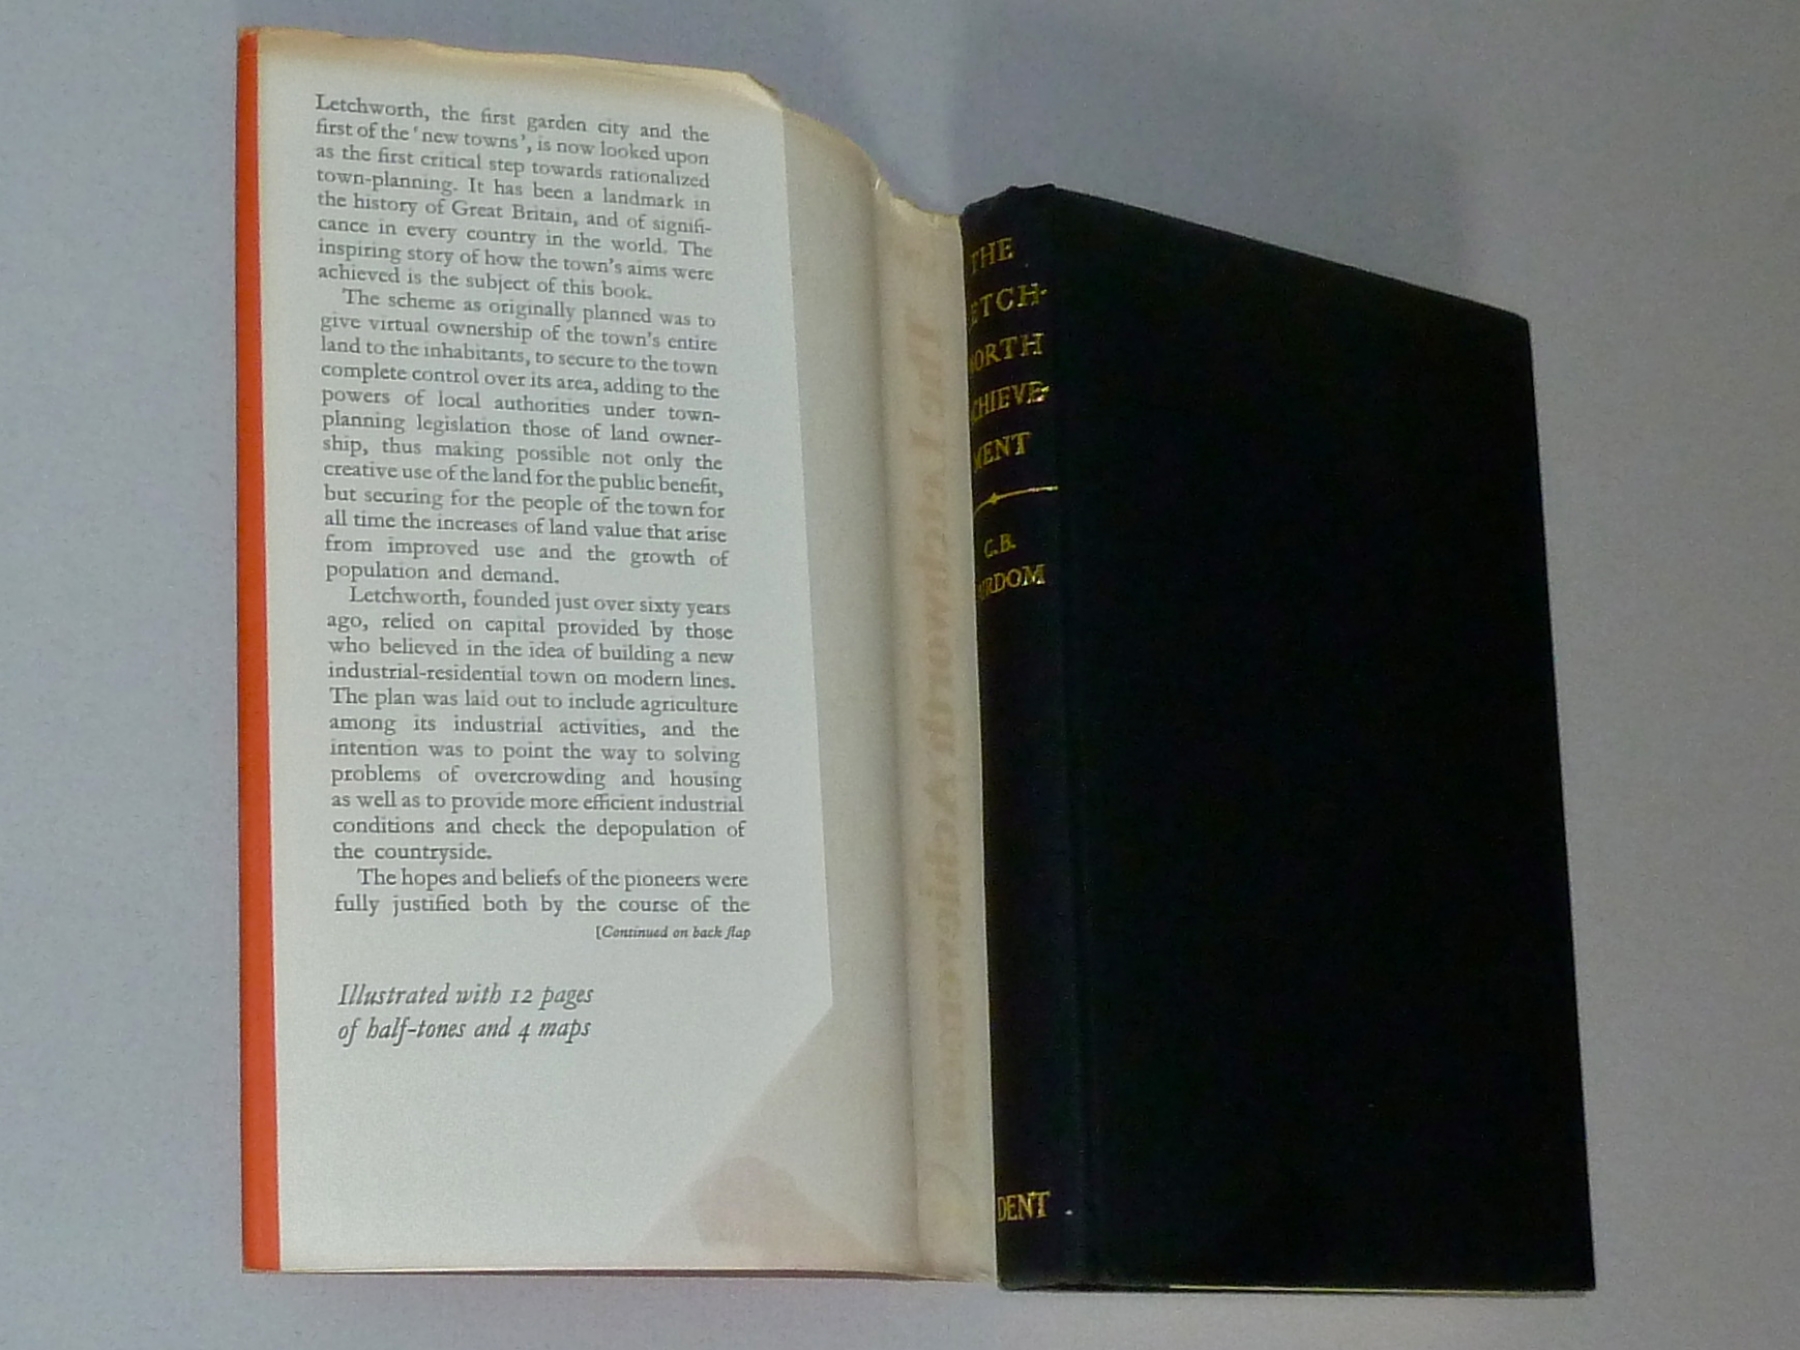 Letchworth, the first garden city and the
first of the 'new towns', is now looked upon
as the first critical step towards rationalized
town-planning. It has been a landmark in
the history of Great Britain, and of signifi-
cance in every country in the world. The
inspiring story of how the town's aims were
achieved is the subject of this book.
The scheme as originally planned was to
give virtual ownership of the town's entire
land to the inhabitants, to secure to the town
complete control over its area, adding to the
powers of local authorities under town-
planning legislation those of land owner-
ship, thus making possible not only the
creative use of the land for the public benefit,
but securing for the people of the town for
all time the increases of land value that arise
from improved use and the growth of
population and demand.
Letchworth, founded just over sixty years
ago, relied on capital provided by those
who believed in the idea of building a new
industrial-residential town on modern lines.
The plan was laid out to include agriculture
among its industrial activities, and the
intention was to point the way to solving
problems of overcrowding and housing
as well as to provide more efficient industrial
conditions and check the depopulation of
the countryside.
The hopes and beliefs of the pioneers were
fully justified both by the course of the
[Continued on back flap
Illustrated with 12 pages
of half-tones and 4 maps
The Letchworth Achievement
THE
ETCH-
WORTH
CHIEVE-
MENT
C.B.
URDOM
DENT